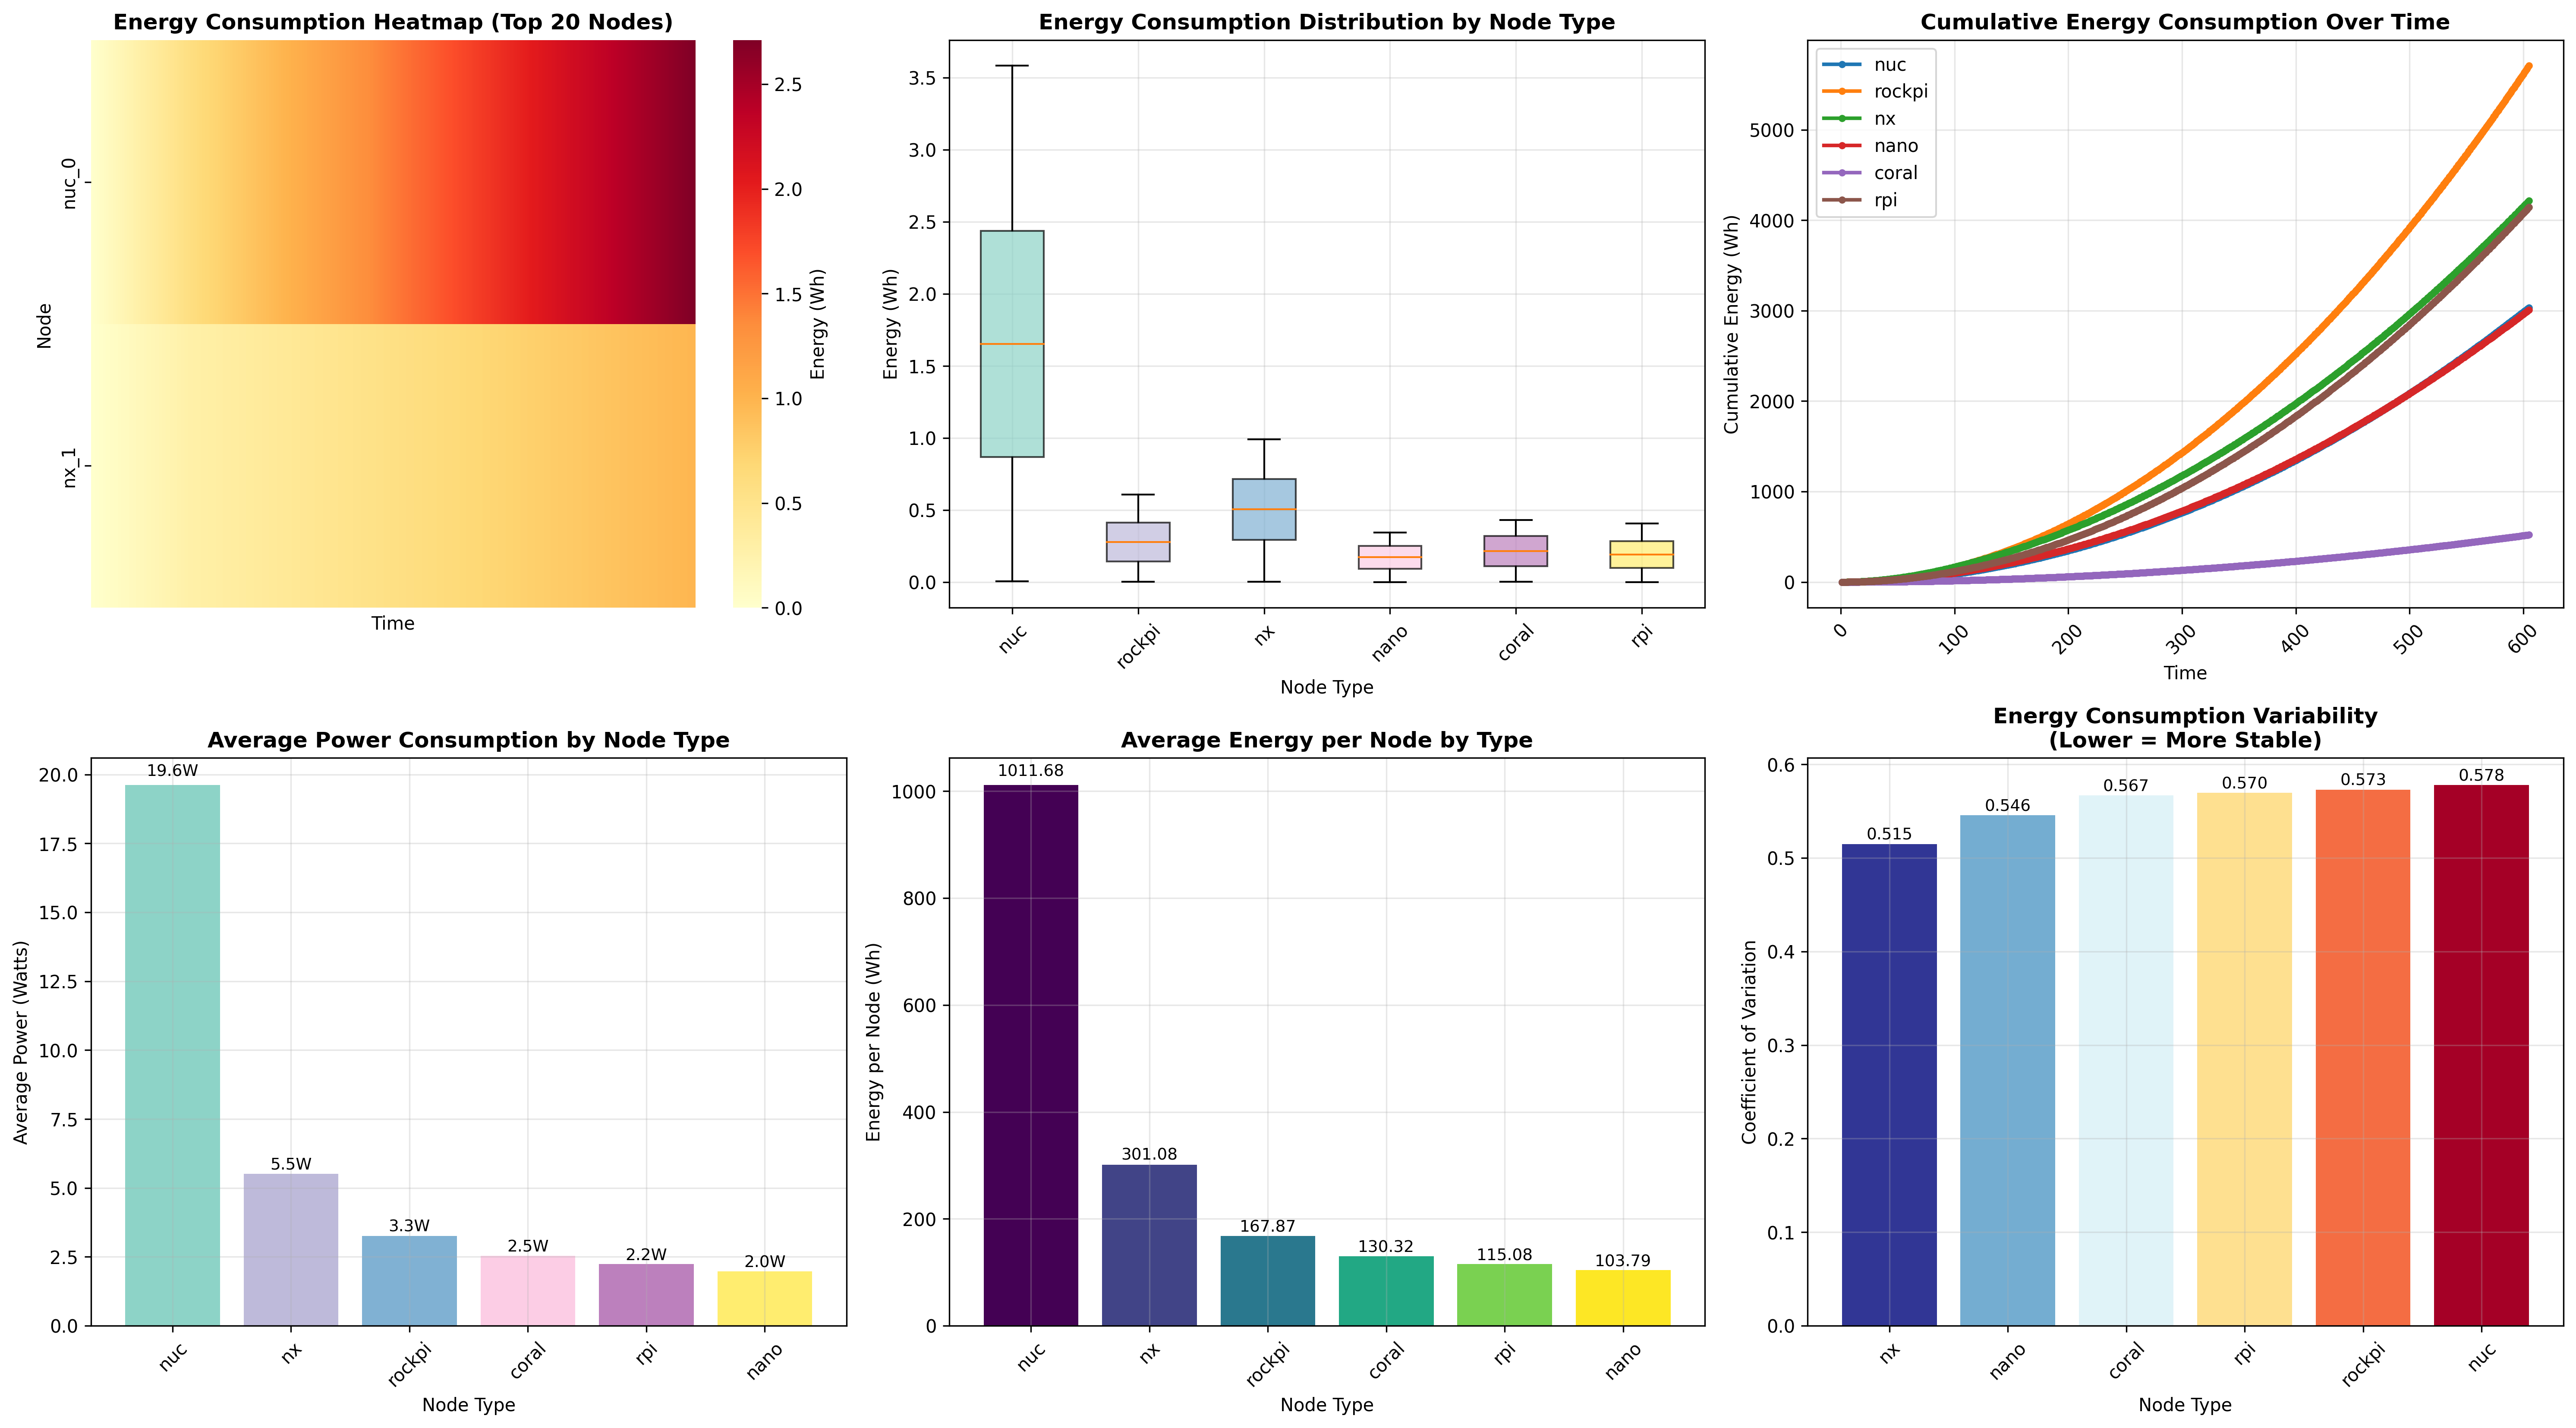 Energy Consumption Heatmap (Top 20 Nodes)
Node
nuc_0
nx_1
Time
2.5
2.0
1.5
1.0
0.5
0.0
Energy (Wh)
Energy Consumption Distribution by Node Type
Energy (Wh)
3.5
3.0
2.5
2.0
1.5
1.0
0.5
0.0
nuc
rockpi
nx
nano
coral
rpi
Node Type
Cumulative Energy Consumption Over Time
nuc
rockpi
nx
nano
coral
rpi
Cumulative Energy (Wh)
5000
4000
3000
2000
1000
0
0
100
200
300
400
500
600
Time
Average Power Consumption by Node Type
Average Power (Watts)
20.0
17.5
15.0
12.5
10.0
7.5
5.0
2.5
0.0
19.6W
5.5W
3.3W
2.5W
2.2W
2.0W
nuc
nx
rockpi
coral
rpi
nano
Node Type
Average Energy per Node by Type
Energy per Node (Wh)
1000
800
600
400
200
0
1011.68
301.08
167.87
130.32
115.08
103.79
nuc
nx
rockpi
coral
rpi
nano
Node Type
Energy Consumption Variability
(Lower = More Stable)
Coefficient of Variation
0.6
0.5
0.4
0.3
0.2
0.1
0.0
0.515
0.546
0.567
0.570
0.573
0.578
nx
nano
coral
rpi
rockpi
nuc
Node Type